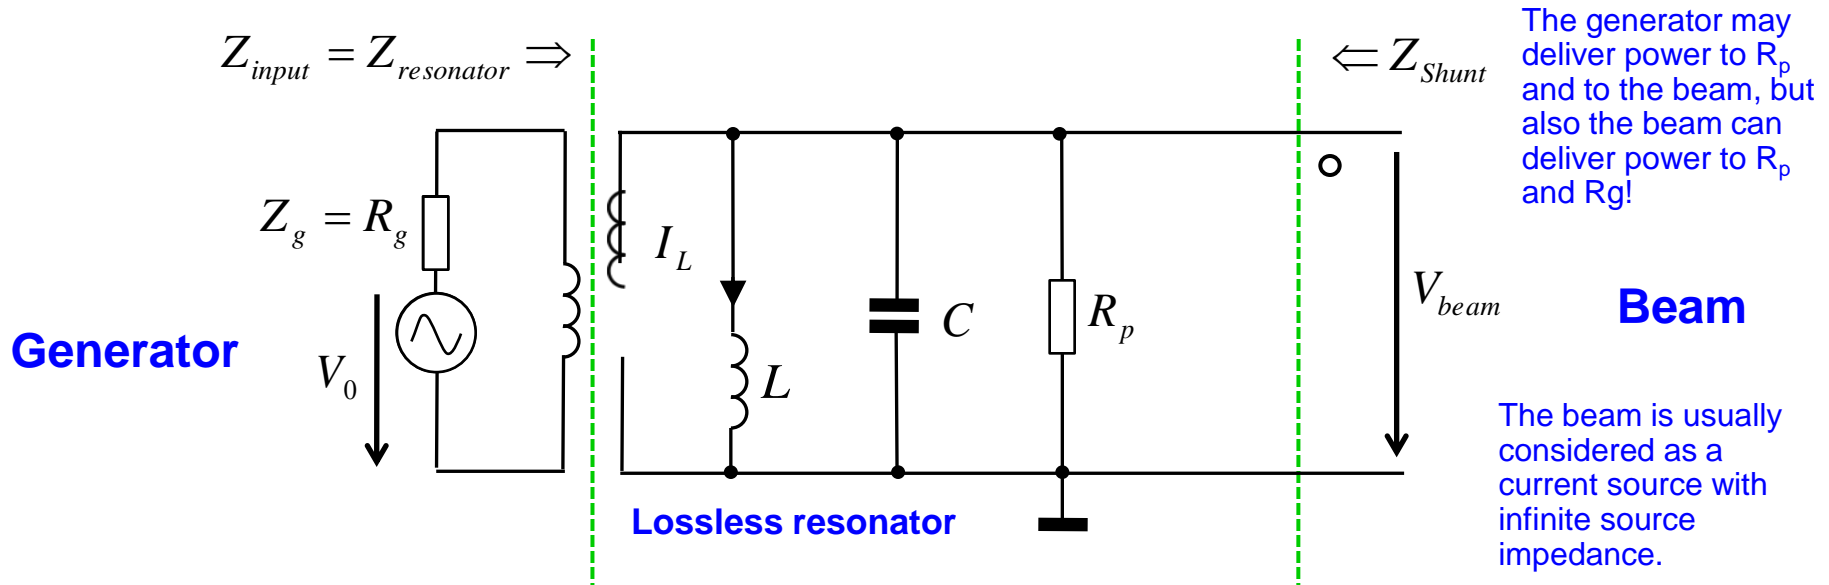 Z_input = Z_resonator ⇒
⇐ Z_Shunt
The generator may
deliver power to R_p
and to the beam, but
also the beam can
deliver power to R_p
and Rg!
Z_g = R_g
I_L
Generator
V_0
L
C
R_p
V_beam
Beam
Lossless resonator
The beam is usually
considered as a
current source with
infinite source
impedance.